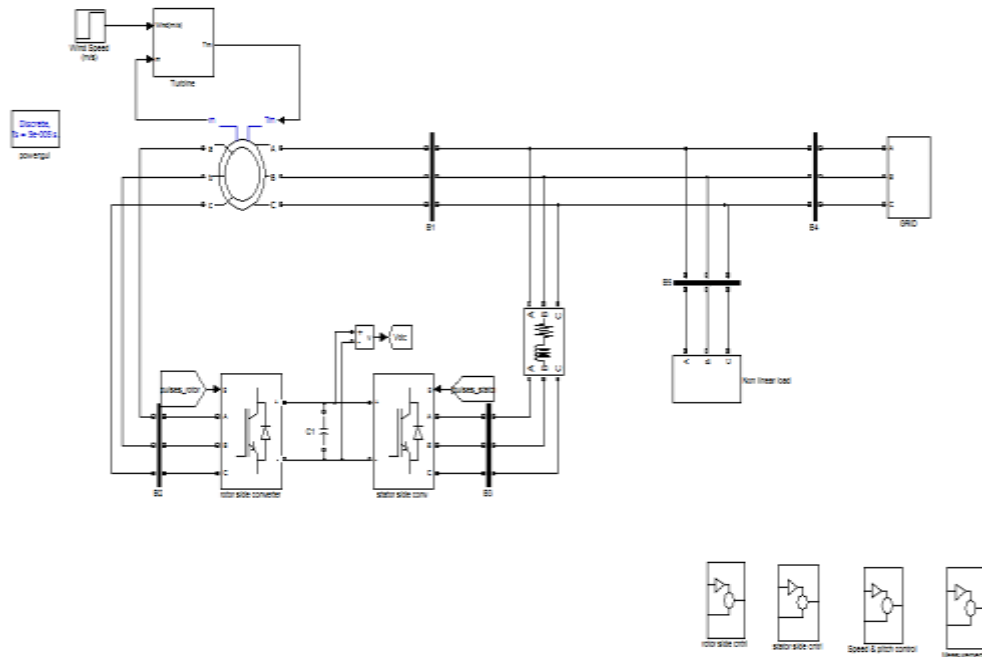 Wind Speed
(m/s)
Wind(m/s)
Tm
m
Turbine
Discrete,
powergui
m
Tm
a
A
b
B
c
C
B1
B4
A
B
C
GRID
B5
A
B
C
Non linear load
A
B
C
A
B
C
+
-
v
Vdc
pulses_rotor
g
A
B
C
+
-
B2
rotor side converter
C1
g
+
-
A
B
C
stator side conv
B3
rotor side cntrl
stator side cntrl
Speed & pitch control